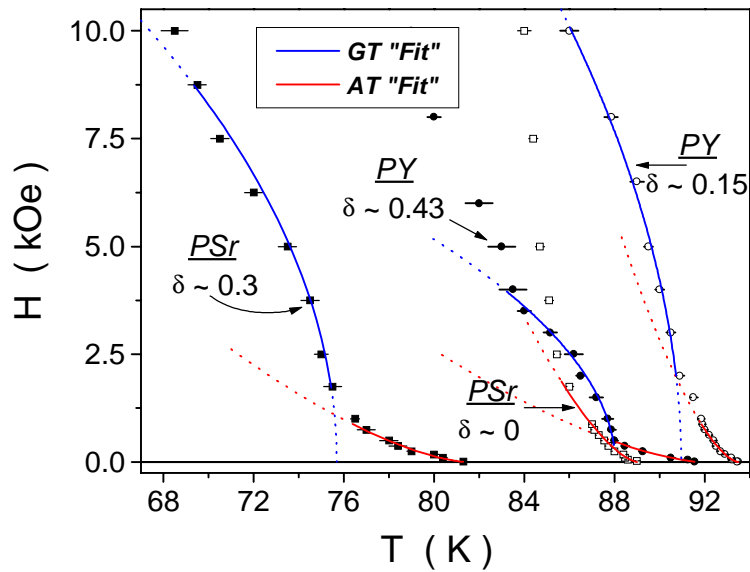 10.0
7.5
5.0
2.5
0.0
H ( kOe )
GT "Fit"
AT "Fit"
PY
δ ~ 0.43
PY
δ ~ 0.15
PSr
δ ~ 0.3
PSr
δ ~ 0
68 72 76 80 84 88 92
T ( K )